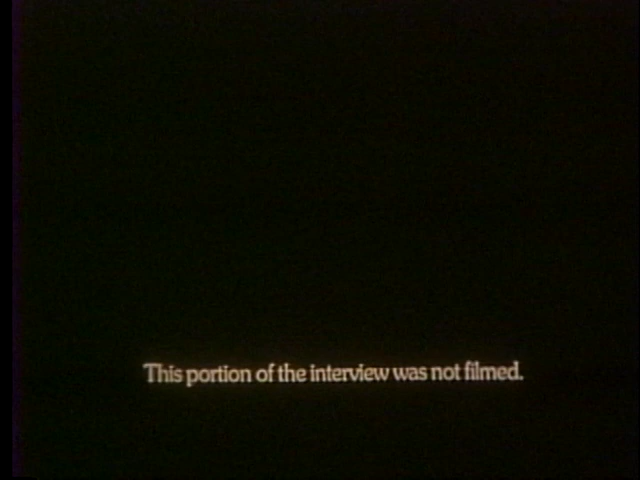 This portion of the interview was not filmed.